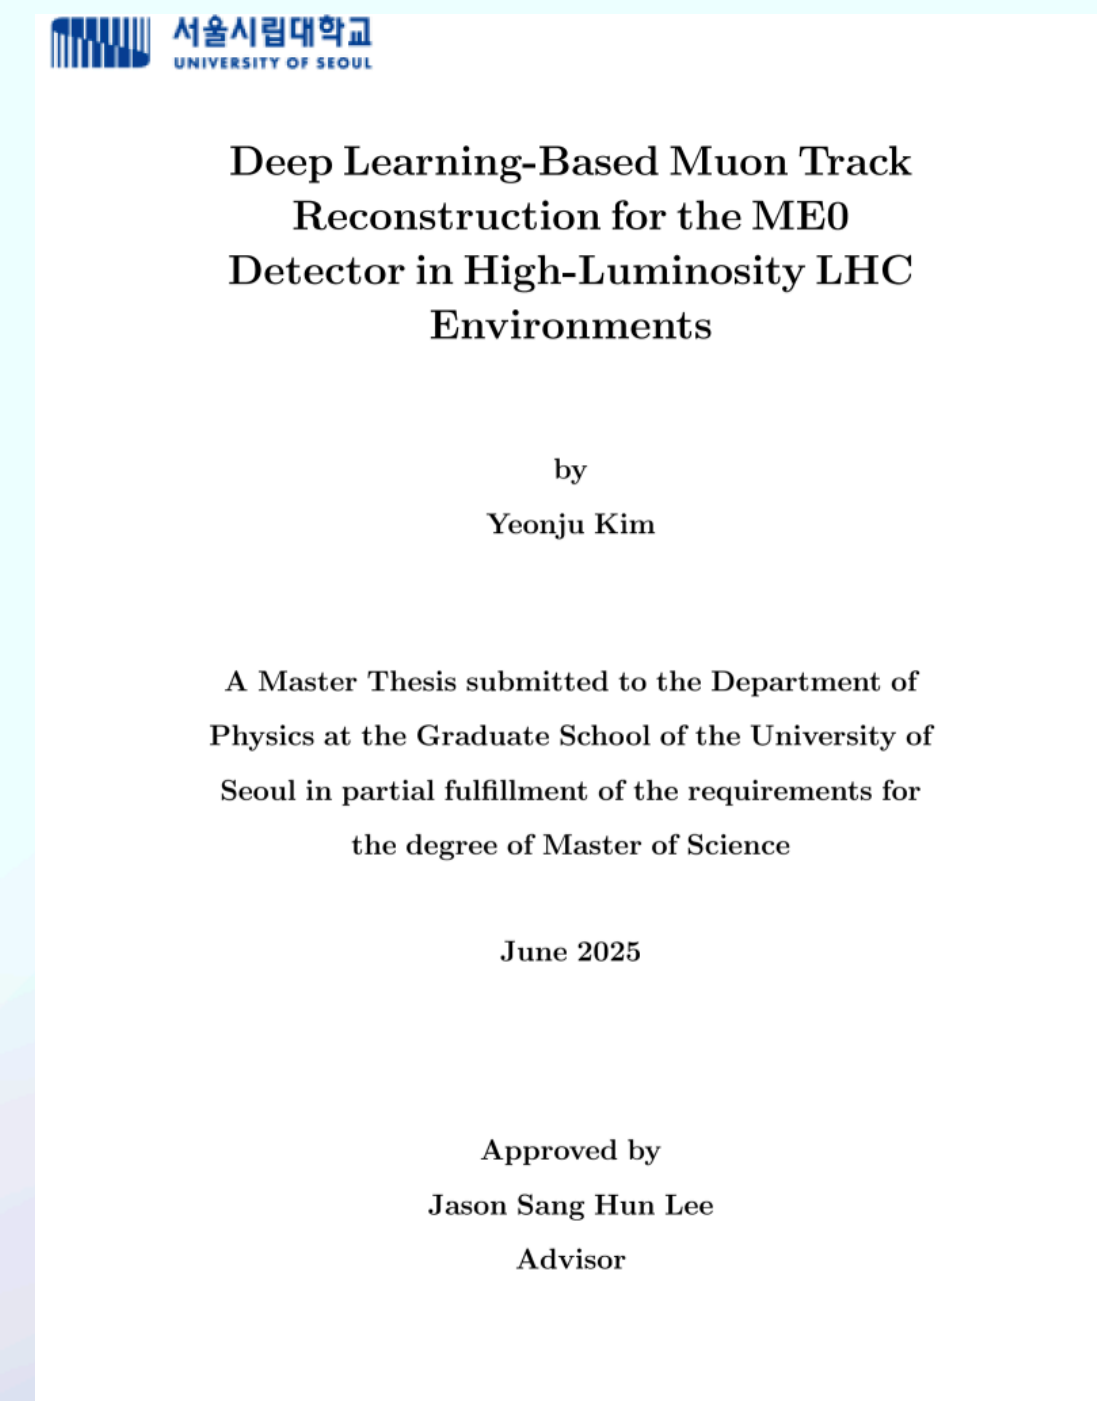 서울시립대학교
UNIVERSITY OF SEOUL
Deep Learning-Based Muon Track
Reconstruction for the ME0
Detector in High-Luminosity LHC
Environments
by
Yeonju Kim
A Master Thesis submitted to the Department of
Physics at the Graduate School of the University of
Seoul in partial fulfillment of the requirements for
the degree of Master of Science
June 2025
Approved by
Jason Sang Hun Lee
Advisor